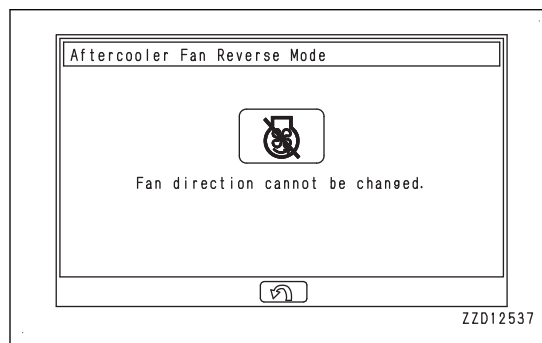 Aftercooler Fan Reverse Mode
Fan direction cannot be changed.
ZZD12537